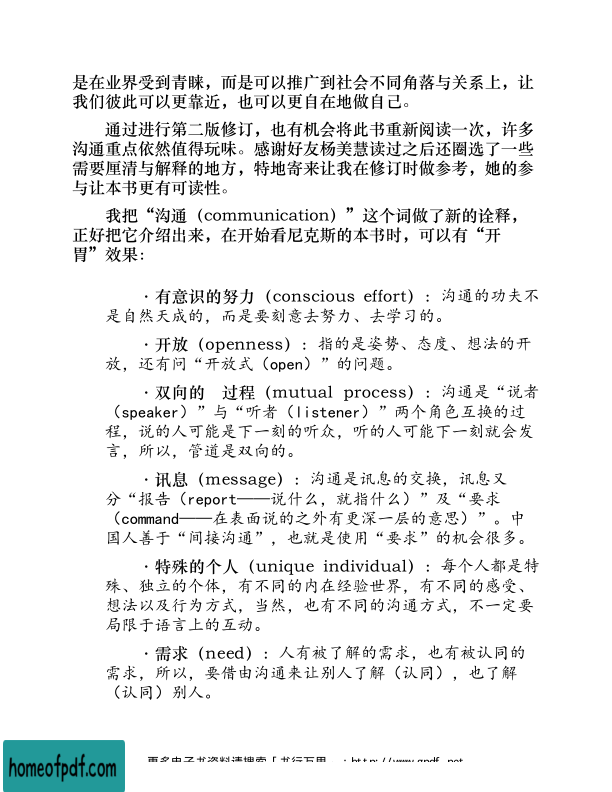 是在业界受到青睐，而是可以推广到社会不同角落与关系上，让
我们彼此可以更靠近，也可以更自在地做自己。
通过进行第二版修订，也有机会将此书重新阅读一次，许多
沟通重点依然值得玩味。感谢好友杨美慧读过之后还圈选了一些
需要厘清与解释的地方，特地寄来让我在修订时做参考，她的参
与让本书更有可读性。
我把“沟通（communication）”这个词做了新的诠释，
正好把它介绍出来，在开始看尼克斯的本书时，可以有“开
胃”效果：
·有意识的努力（conscious effort）：沟通的功夫不
是自然天成的，而是要刻意去努力、去学习的。
·开放（openness）：指的是姿势、态度、想法的开
放，还有问“开放式（open）”的问题。
·双向的　过程（mutual process）：沟通是“说者
（speaker）”与“听者（listener）”两个角色互换的过
程，说的人可能是下一刻的听众，听的人可能下一刻就会发
言，所以，管道是双向的。
·讯息（message）：沟通是讯息的交换，讯息又
分“报告（report——说什么，就指什么）”及“要求
（command——在表面说的之外有更深一层的意思）”。中
国人善于“间接沟通”，也就是使用“要求”的机会很多。
·特殊的个人（unique individual）：每个人都是特
殊、独立的个体，有不同的内在经验世界，有不同的感受、
想法以及行为方式，当然，也有不同的沟通方式，不一定要
局限于语言上的互动。
·需求（need）：人有被了解的需求，也有被认同的
需求，所以，要借由沟通来让别人了解（认同），也了解
（认同）别人。
更多电子书资料请搜索「书行万里
homeofpdf.com